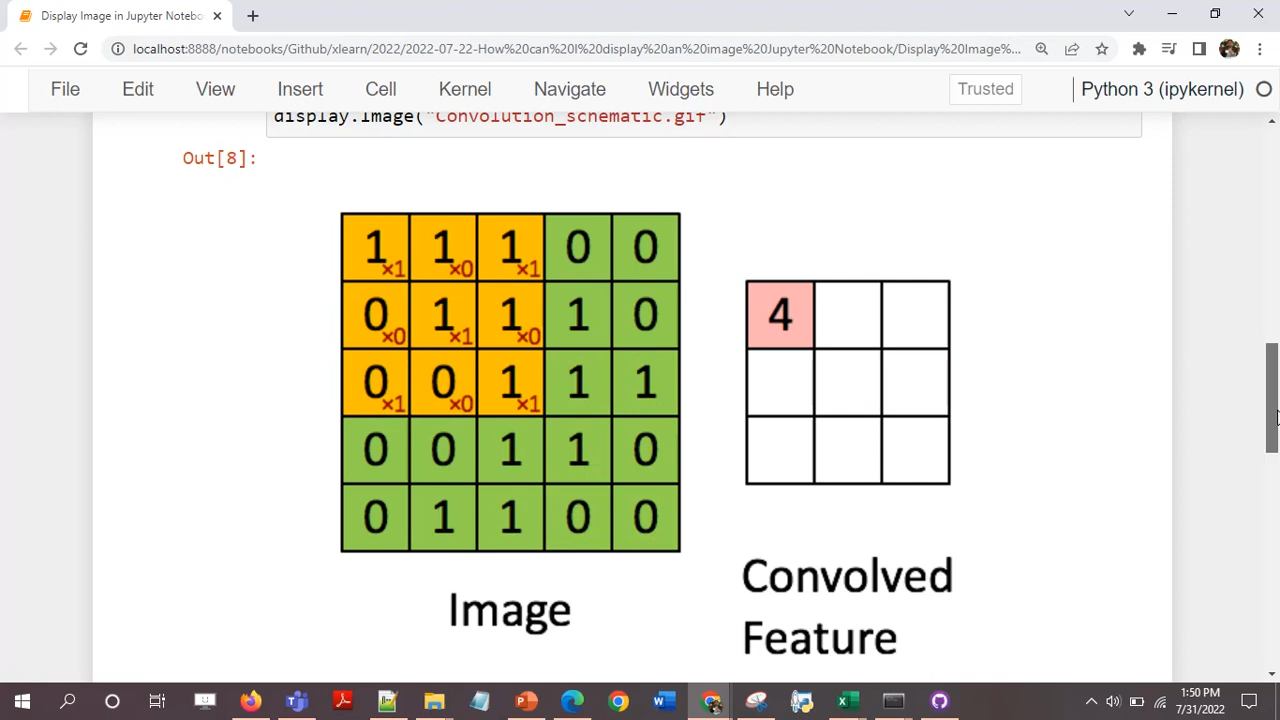 Display Image in Jupyter Notebo
localhost:8888/notebooks/Github/xlearn/2022/2022-07-22-How%20can%20I%20display%20an%20image%20Jupyter%20Notebook/Display%20Image%...
File Edit View Insert Cell Kernel Navigate Widgets Help Trusted Python 3 (ipykernel)
display.Image("Convolution_schematic.gif")
Out[8]:
1×1 1×0 1×1 0 0
0×0 1×1 1×0 1 0
4
0×1 0×0 1×1 1 1
0 0 1 1 0
0 1 1 0 0
Image
Convolved
Feature
1:50 PM
7/31/2022